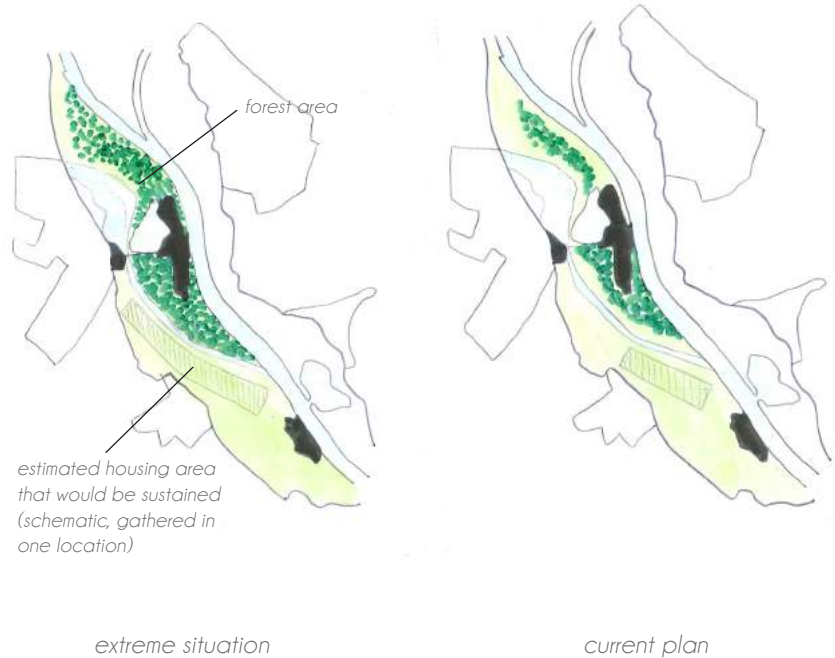 forest area
estimated housing area
that would be sustained
(schematic, gathered in
one location)
extreme situation
current plan